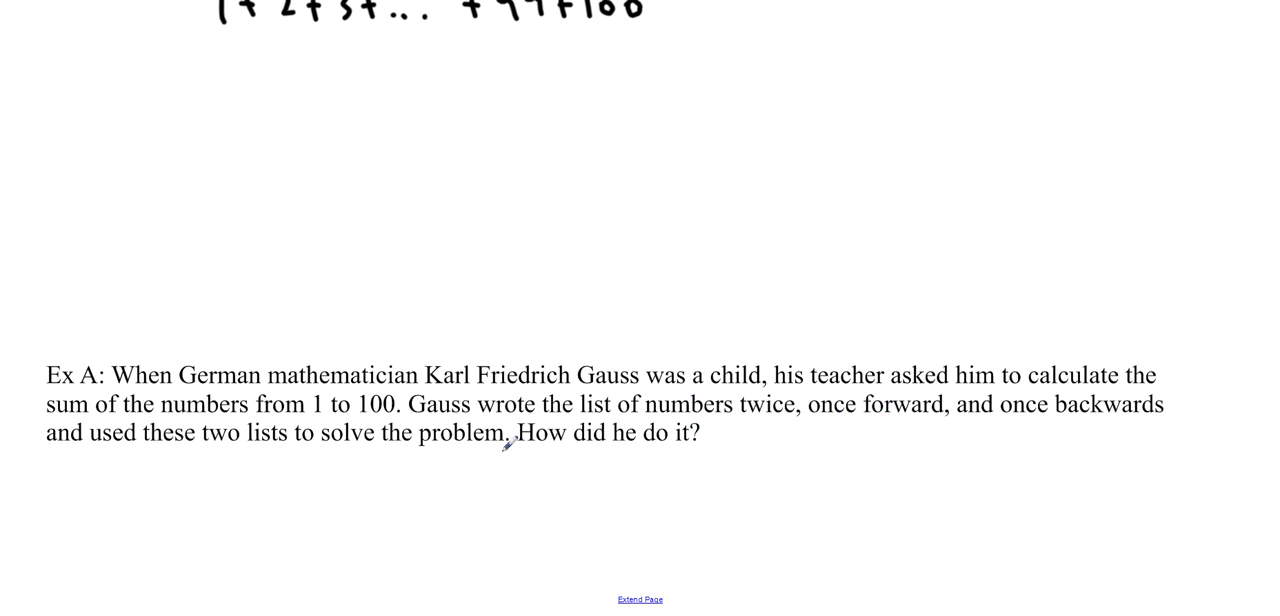 1 + 2 + 3 + ... + 99 + 100
Ex A: When German mathematician Karl Friedrich Gauss was a child, his teacher asked him to calculate the
sum of the numbers from 1 to 100. Gauss wrote the list of numbers twice, once forward, and once backwards
and used these two lists to solve the problem. How did he do it?
Extend Page